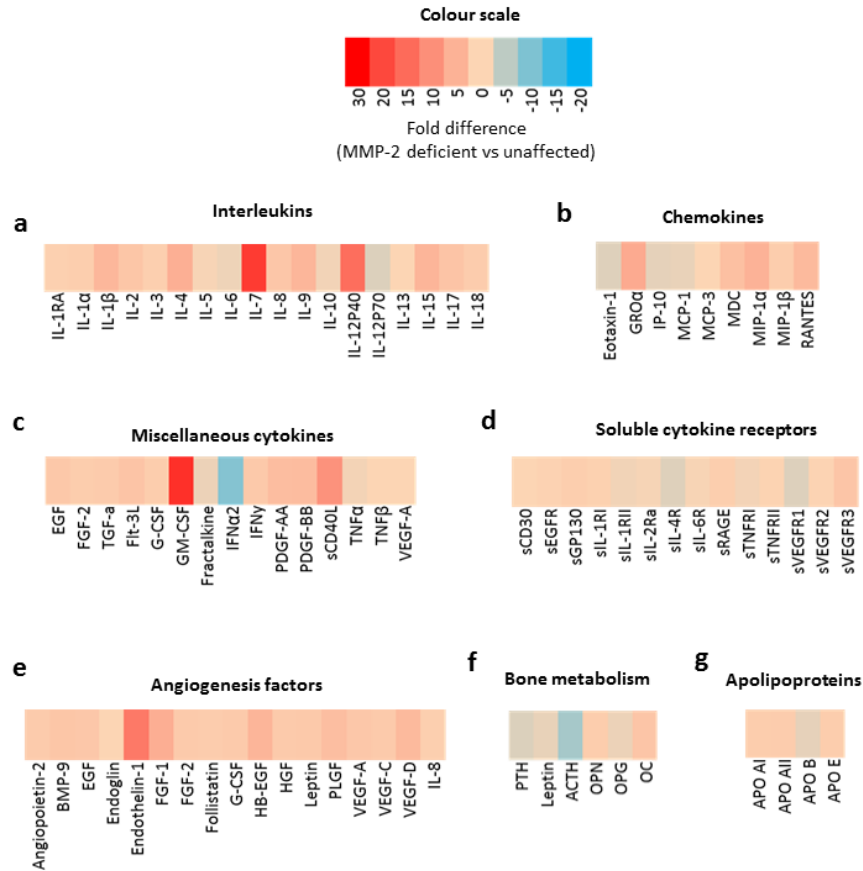 Colour scale
30 20 15 10 5 0 -5 -10 -15 -20
Fold difference
(MMP-2 deficient vs unaffected)
a
Interleukins
IL-1RA IL-1α IL-1β IL-2 IL-3 IL-4 IL-5 IL-6 IL-7 IL-8 IL-9 IL-10 IL-12P40 IL-12P70 IL-13 IL-15 IL-17 IL-18
b
Chemokines
Eotaxin-1 GROα IP-10 MCP-1 MCP-3 MDC MIP-1α MIP-1β RANTES
c
Miscellaneous cytokines
EGF FGF-2 TGF-a Flt-3L G-CSF GM-CSF Fractalkine IFNα2 IFNy PDGF-AA PDGF-BB sCD40L TNFα TNFβ VEGF-A
d
Soluble cytokine receptors
sCD30 sEGFR sGP130 sIL-1RI sIL-1RII sIL-2Ra sIL-4R sIL-6R sRAGE sTNFRI sTNFRII sVEGFR1 sVEGFR2 sVEGFR3
e
Angiogenesis factors
Angiopoietin-2 BMP-9 EGF Endoglin Endothelin-1 FGF-1 FGF-2 Follistatin G-CSF HB-EGF HGF Leptin PLGF VEGF-A VEGF-C VEGF-D IL-8
f
Bone metabolism
PTH Leptin ACTH OPN OPG OC
g
Apolipoproteins
APO AI APO AII APO B APO E